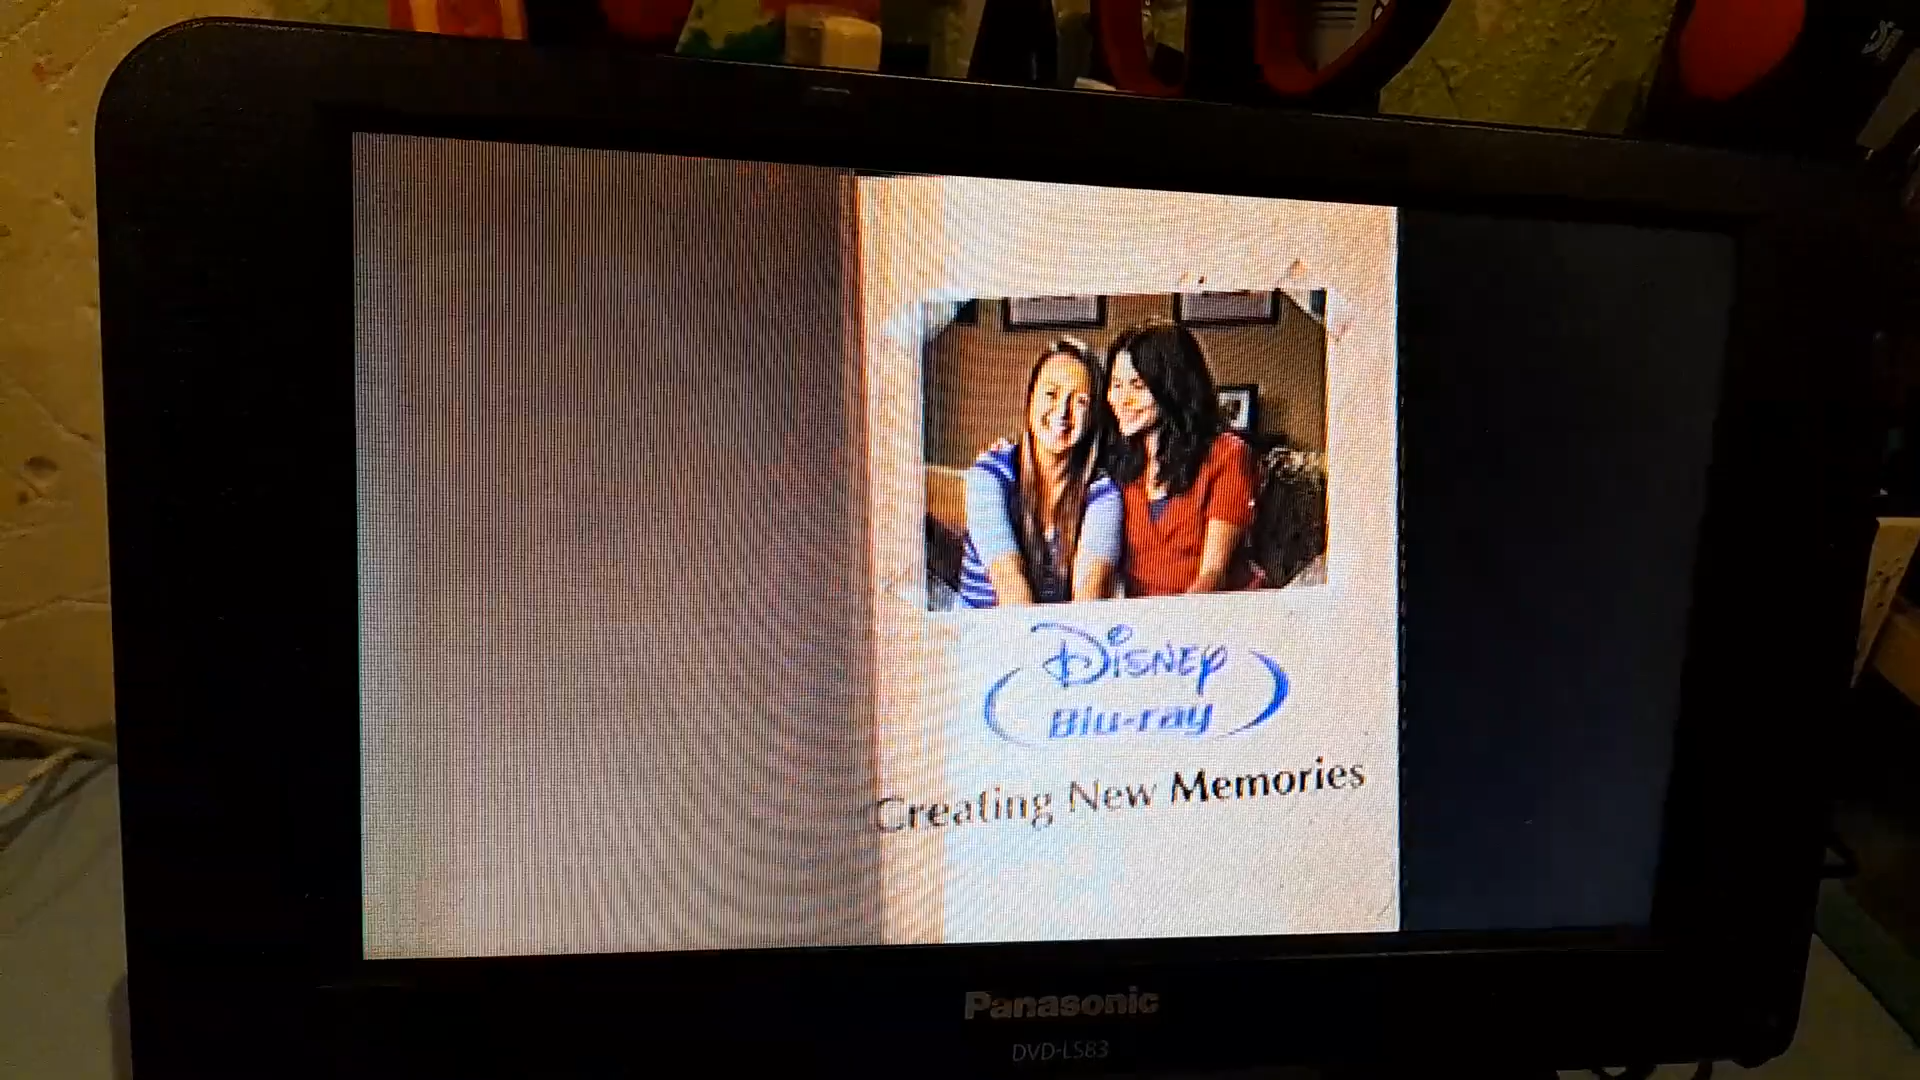 Disney
Blu-ray
Creating New Memories
Panasonic
DVD-LS83